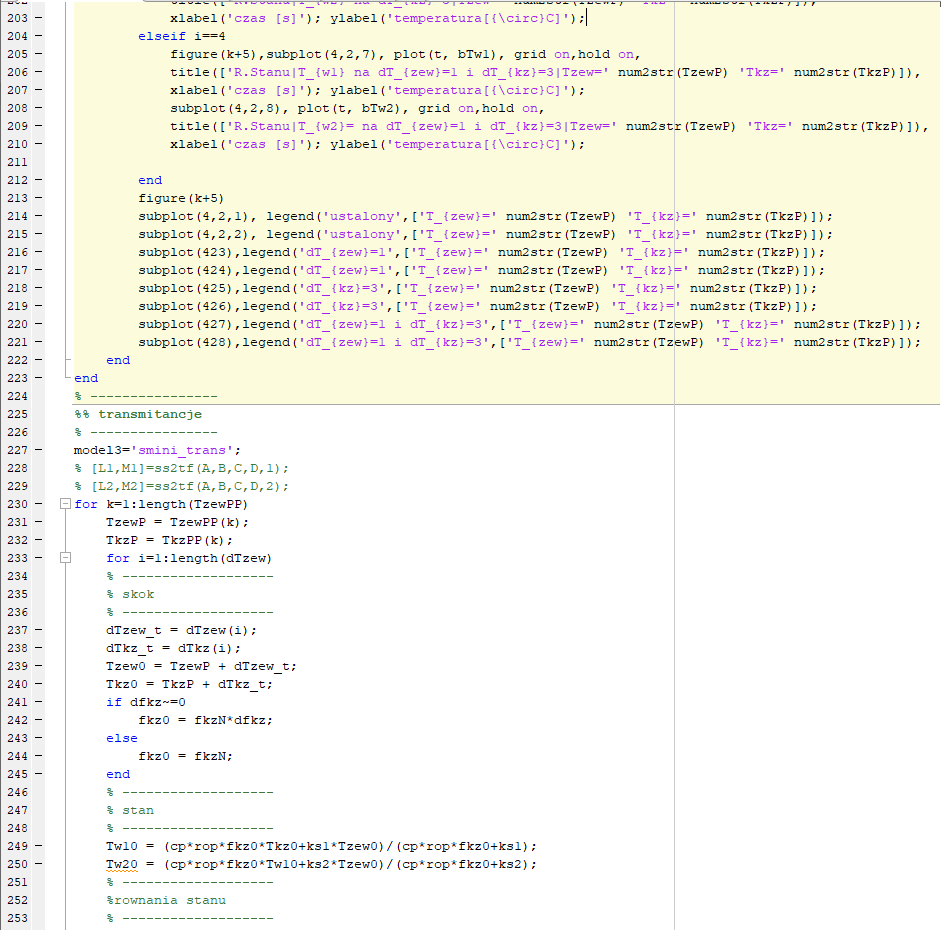 203 – xlabel('czas [s]'); ylabel('temperatura[{\circ}C]');
204 – elseif i==4
205 – figure(k+5),subplot(4,2,7), plot(t, bTw1), grid on,hold on,
206 – title(['R.Stanu|T_{w1} na dT_{zew}=1 i dT_{kz}=3|Tzew=' num2str(TzewP) 'Tkz=' num2str(TkzP)]),
207 – xlabel('czas [s]'); ylabel('temperatura[{\circ}C]');
208 – subplot(4,2,8), plot(t, bTw2), grid on,hold on,
209 – title(['R.Stanu|T_{w2}= na dT_{zew}=1 i dT_{kz}=3|Tzew=' num2str(TzewP) 'Tkz=' num2str(TkzP)]),
210 – xlabel('czas [s]'); ylabel('temperatura[{\circ}C]');
211
212 – end
213 – figure(k+5)
214 – subplot(4,2,1), legend('ustalony',['T_{zew}=' num2str(TzewP) 'T_{kz}=' num2str(TkzP)]);
215 – subplot(4,2,2), legend('ustalony',['T_{zew}=' num2str(TzewP) 'T_{kz}=' num2str(TkzP)]);
216 – subplot(423),legend('dT_{zew}=1',['T_{zew}=' num2str(TzewP) 'T_{kz}=' num2str(TkzP)]);
217 – subplot(424),legend('dT_{zew}=1',['T_{zew}=' num2str(TzewP) 'T_{kz}=' num2str(TkzP)]);
218 – subplot(425),legend('dT_{kz}=3',['T_{zew}=' num2str(TzewP) 'T_{kz}=' num2str(TkzP)]);
219 – subplot(426),legend('dT_{kz}=3',['T_{zew}=' num2str(TzewP) 'T_{kz}=' num2str(TkzP)]);
220 – subplot(427),legend('dT_{zew}=1 i dT_{kz}=3',['T_{zew}=' num2str(TzewP) 'T_{kz}=' num2str(TkzP)]);
221 – subplot(428),legend('dT_{zew}=1 i dT_{kz}=3',['T_{zew}=' num2str(TzewP) 'T_{kz}=' num2str(TkzP)]);
222 – end
223 – end
224 % ----------------
225 %% transmitancje
226 % ----------------
227 – model3='smini_trans';
228 % [L1,M1]=ss2tf(A,B,C,D,1);
229 % [L2,M2]=ss2tf(A,B,C,D,2);
230 – for k=1:length(TzewPP)
231 – TzewP = TzewPP(k);
232 – TkzP = TkzPP(k);
233 – for i=1:length(dTzew)
234 % -------------------
235 % skok
236 % -------------------
237 – dTzew_t = dTzew(i);
238 – dTkz_t = dTkz(i);
239 – Tzew0 = TzewP + dTzew_t;
240 – Tkz0 = TkzP + dTkz_t;
241 – if dfkz~=0
242 – fkz0 = fkzN*dfkz;
243 – else
244 – fkz0 = fkzN;
245 – end
246 % -------------------
247 % stan
248 % -------------------
249 – Tw10 = (cp*rop*fkz0*Tkz0+ks1*Tzew0)/(cp*rop*fkz0+ks1);
250 – Tw20 = (cp*rop*fkz0*Tw10+ks2*Tzew0)/(cp*rop*fkz0+ks2);
251 % -------------------
252 %rownania stanu
253 % -------------------